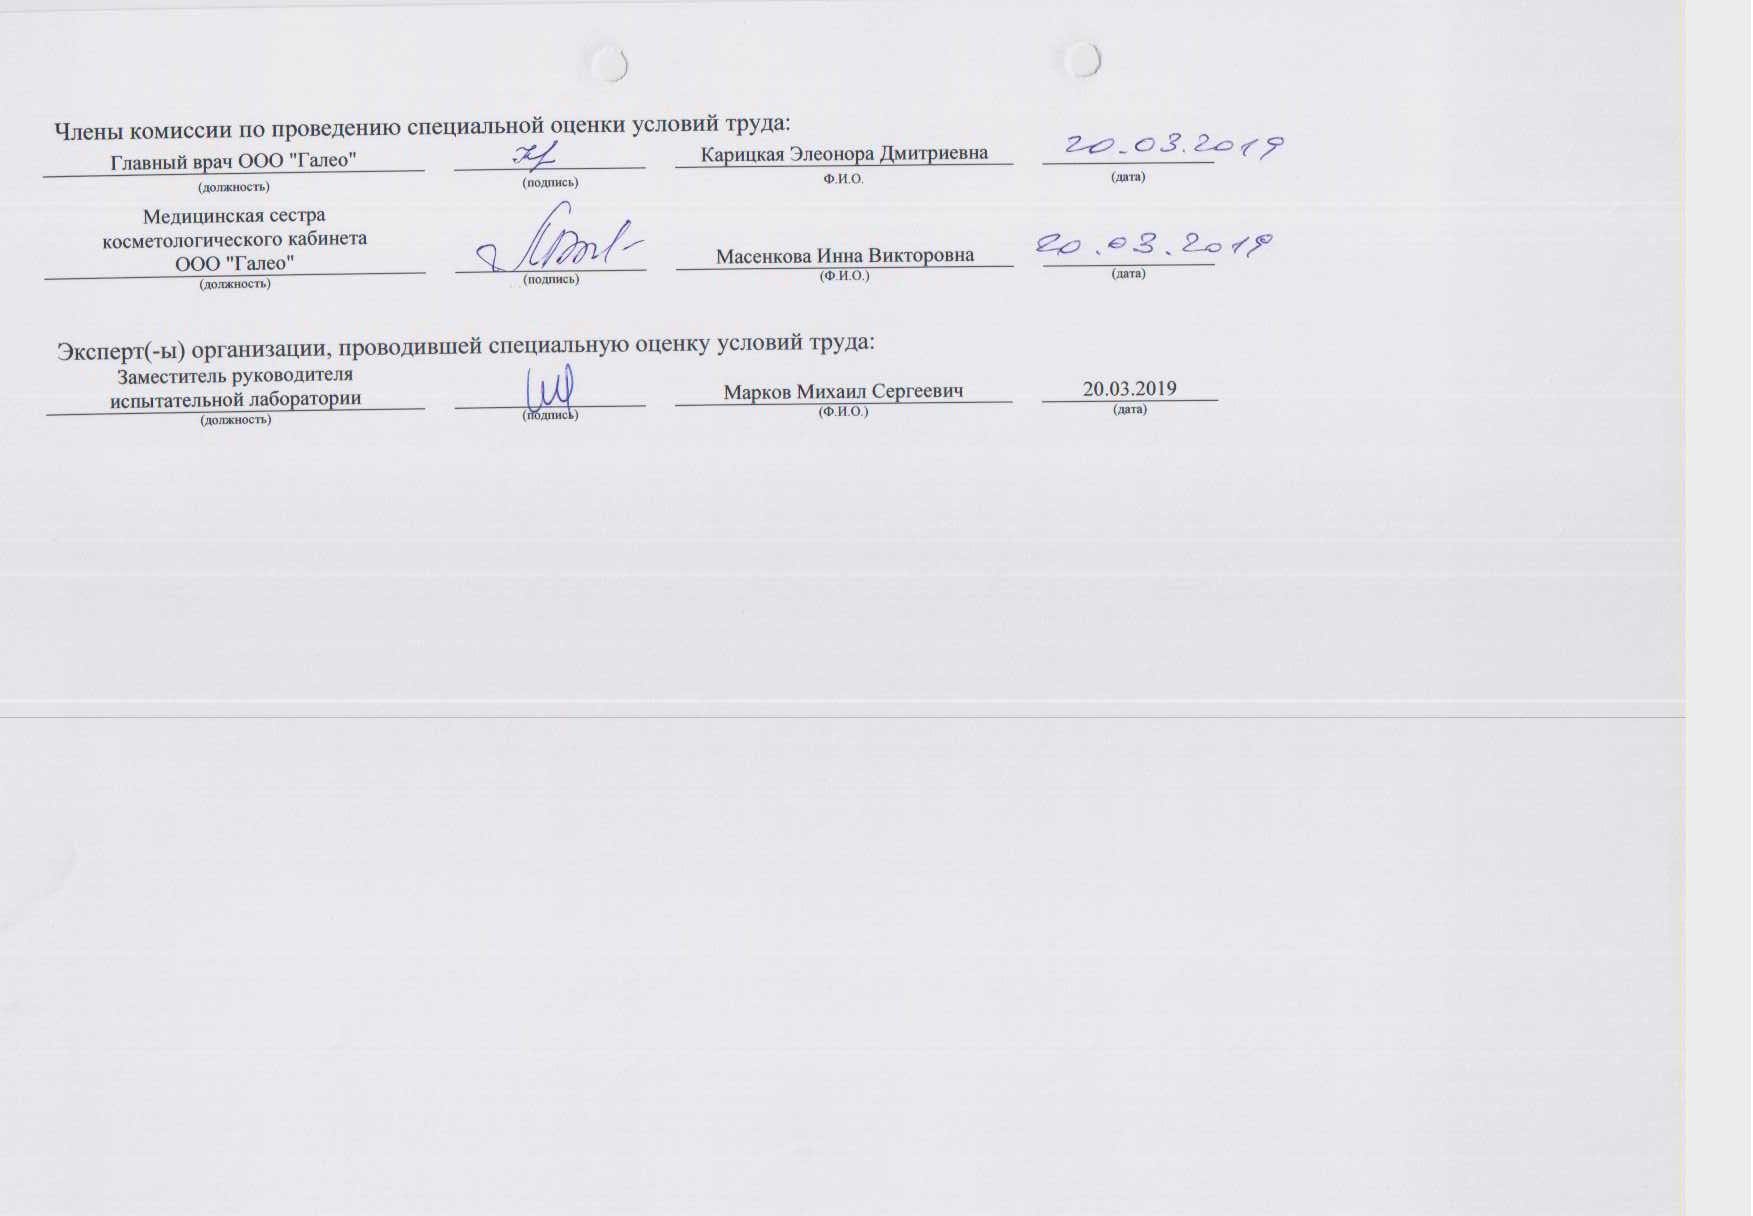 Члены комиссии по проведению специальной оценки условий труда:
Главный врач ООО "Галео" Карицкая Элеонора Дмитриевна 20.03.2019
(должность) (подпись) Ф.И.О. (дата)
Медицинская сестра
косметологического кабинета
ООО "Галео" Масенкова Инна Викторовна 20.03.2019
(должность) (подпись) (Ф.И.О.) (дата)
Эксперт(-ы) организации, проводившей специальную оценку условий труда:
Заместитель руководителя
испытательной лаборатории Марков Михаил Сергеевич 20.03.2019
(должность) (подпись) (Ф.И.О.) (дата)